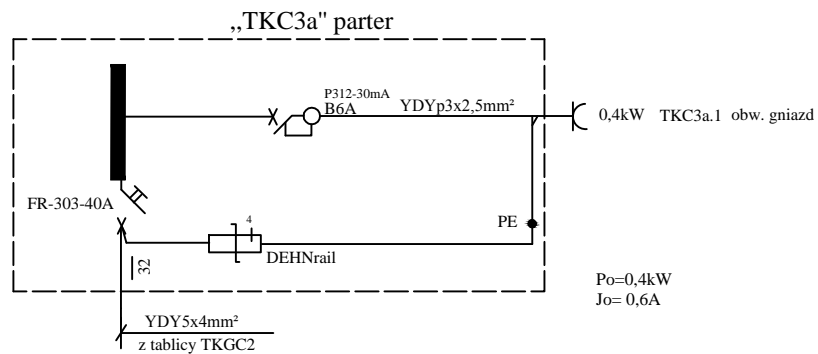 „TKC3a" parter
P312-30mA
B6A
YDYp3x2,5mm²
0,4kW TKC3a.1 obw. gniazd
FR-303-40A
4
PE
DEHNrail
32
Po=0,4kW
Jo= 0,6A
YDY5x4mm²
z tablicy TKGC2